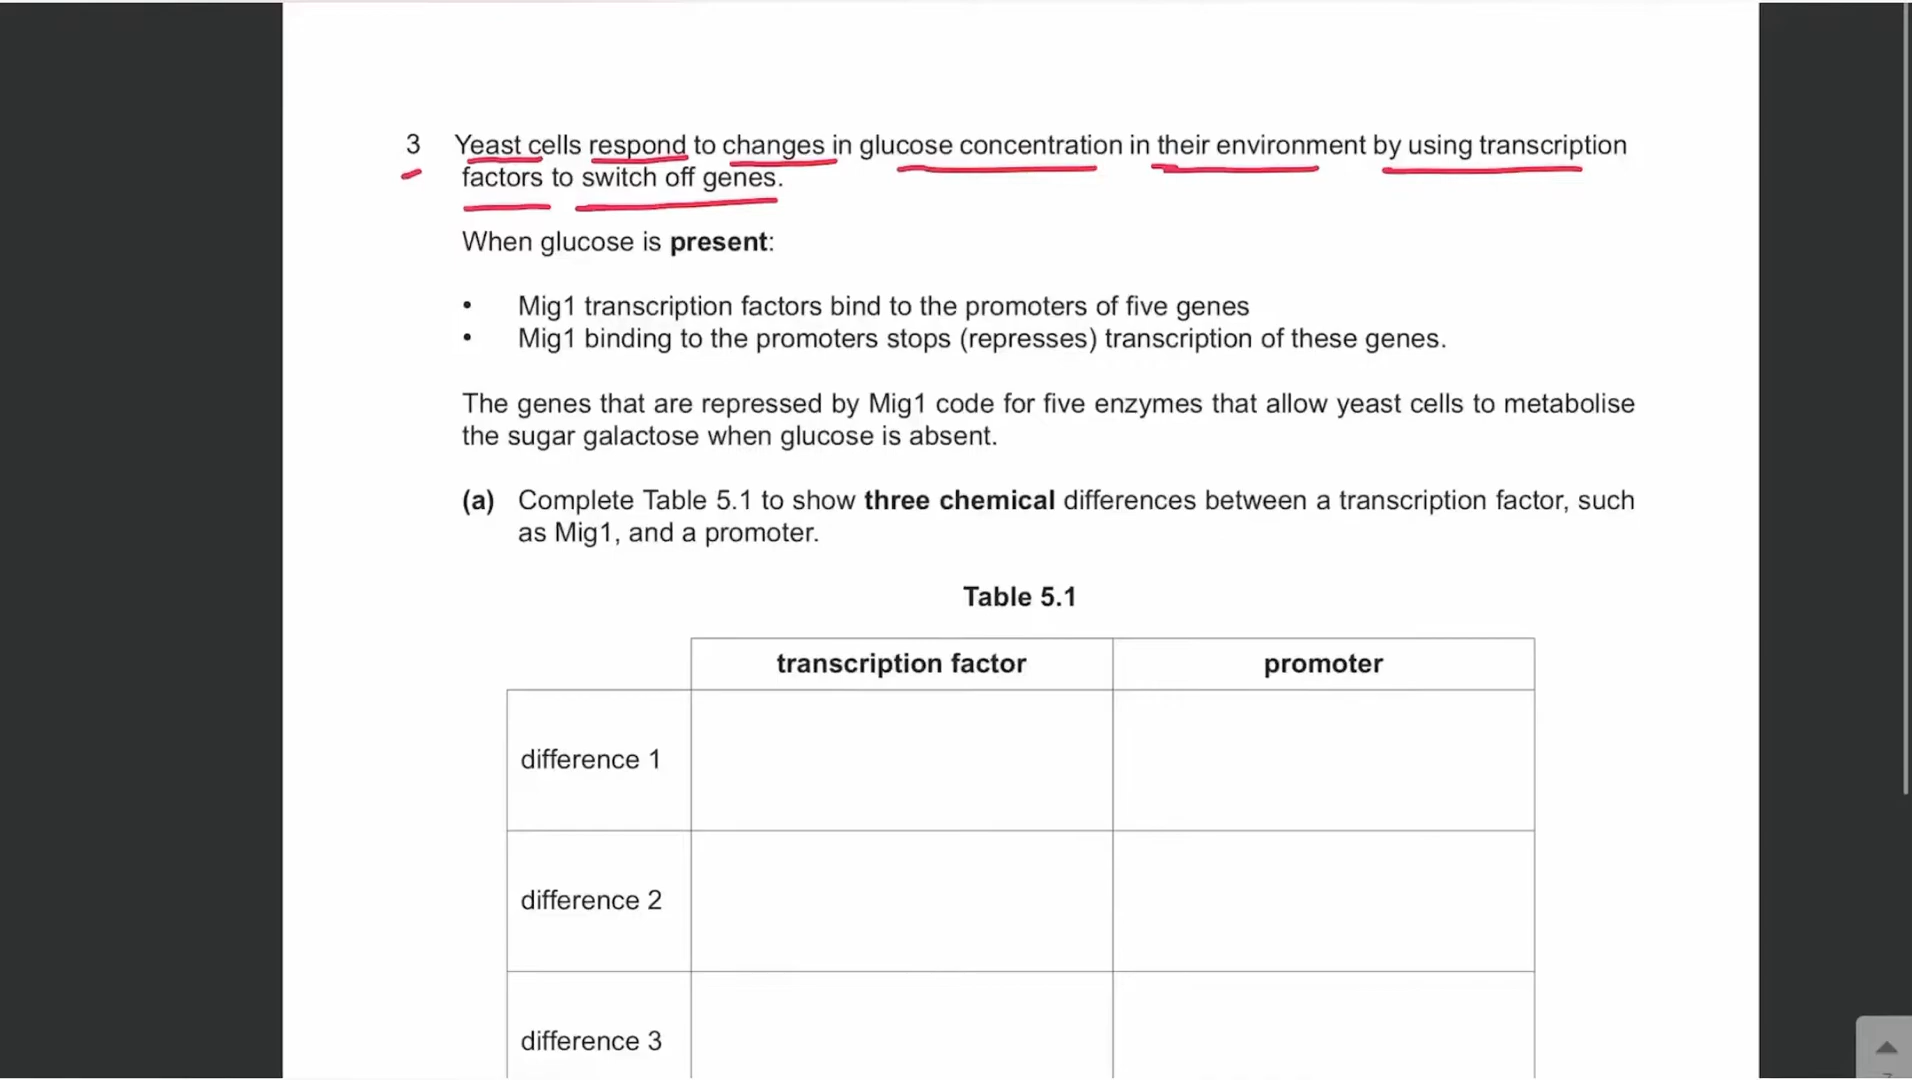 3 Yeast cells respond to changes in glucose concentration in their environment by using transcription
factors to switch off genes.
When glucose is present:
• Mig1 transcription factors bind to the promoters of five genes
• Mig1 binding to the promoters stops (represses) transcription of these genes.
The genes that are repressed by Mig1 code for five enzymes that allow yeast cells to metabolise
the sugar galactose when glucose is absent.
(a) Complete Table 5.1 to show three chemical differences between a transcription factor, such
as Mig1, and a promoter.
Table 5.1
transcription factor promoter
difference 1
difference 2
difference 3